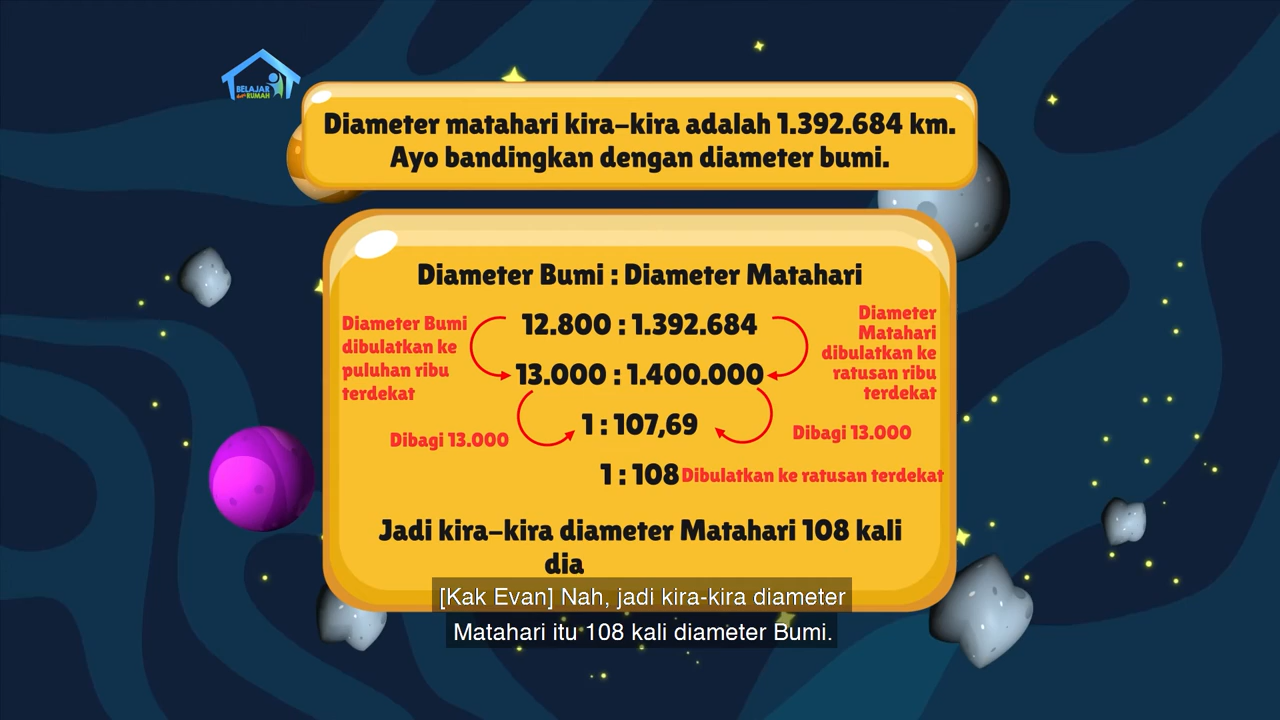 BELAJAR
dari RUMAH
Diameter matahari kira-kira adalah 1.392.684 km.
Ayo bandingkan dengan diameter bumi.
Diameter Bumi : Diameter Matahari
12.800 : 1.392.684
Diameter Bumi
dibulatkan ke
puluhan ribu
terdekat
Diameter
Matahari
dibulatkan ke
ratusan ribu
terdekat
13.000 : 1.400.000
1 : 107,69
Dibagi 13.000
Dibagi 13.000
1 : 108 Dibulatkan ke ratusan terdekat
Jadi kira-kira diameter Matahari 108 kali
dia
[Kak Evan] Nah, jadi kira-kira diameter
Matahari itu 108 kali diameter Bumi.